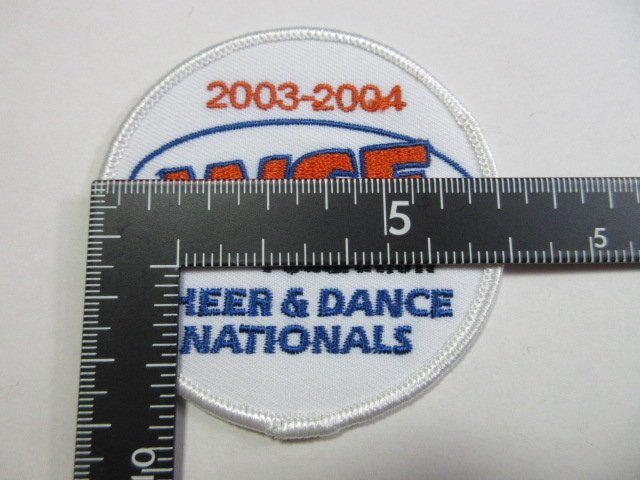 2003-2004
5
5
HEER & DANCE
NATIONALS